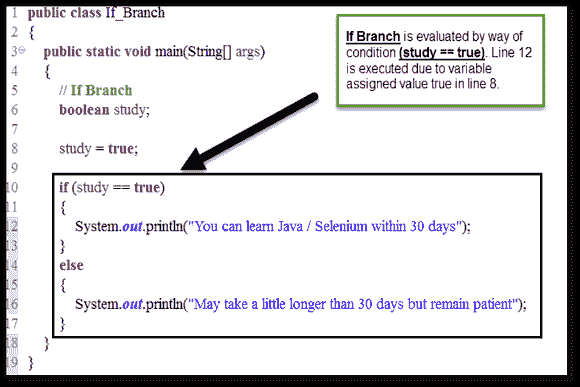 1 public class If_Branch
2 {
3 public static void main(String[] args)
4 {
5 // If Branch
6 boolean study;
7
8 study = true;
9
10 if (study == true)
11 {
12 System.out.println("You can learn Java / Selenium within 30 days");
13 }
14 else
15 {
16 System.out.println("May take a little longer than 30 days but remain patient");
17 }
18 }
19 }
If Branch is evaluated by way of
condition (study == true). Line 12
is executed due to variable
assigned value true in line 8.